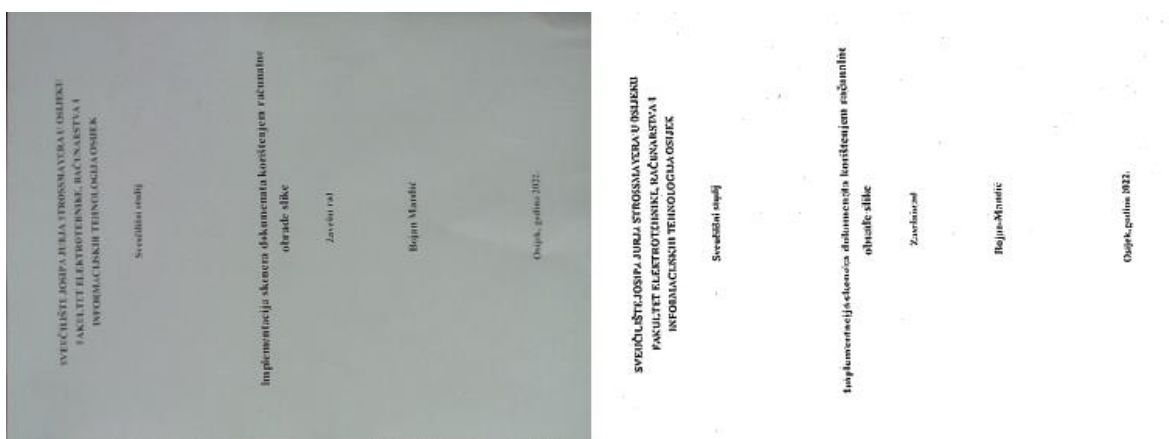 SVEUČILIŠTE JOSIPA JURJA STROSSMAYERA U OSIJEKU
FAKULTET ELEKTROTEHNIKE, RAČUNARSTVA I
INFORMACIJSKIH TEHNOLOGIJA OSIJEK
Sveučilišni studij
Implementacija skenera dokumenata korištenjem računalne
obrade slike
Završni rad
Bojan Mandić
Osijek, godina 2022.
SVEUČILIŠTE JOSIPA JURJA STROSSMAYERA U OSIJEKU
FAKULTET ELEKTROTEHNIKE, RAČUNARSTVA I
INFORMACIJSKIH TEHNOLOGIJA OSIJEK
Sveučilišni studij
Implementacija skenera dokumenata korištenjem računalne
obrade slike
Završni rad
Bojan Mandić
Osijek, godina 2022.